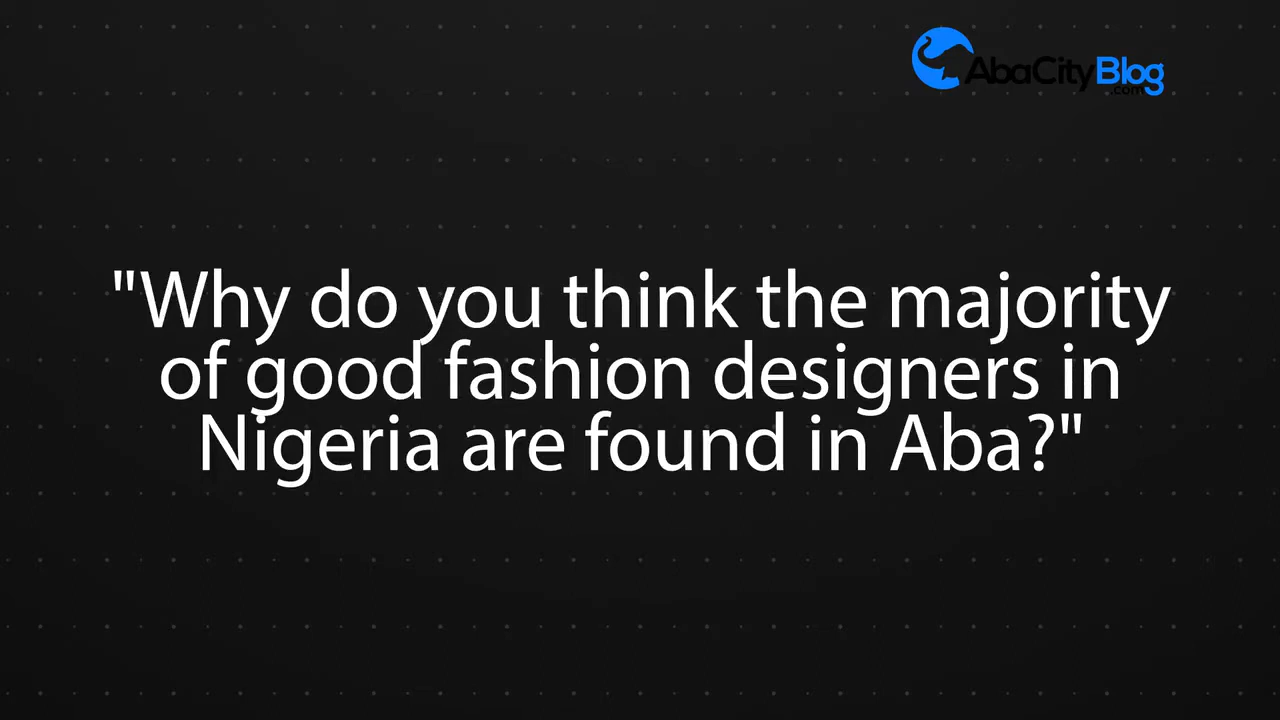 AbaCityBlog
.com
"Why do you think the majority
of good fashion designers in
Nigeria are found in Aba?"